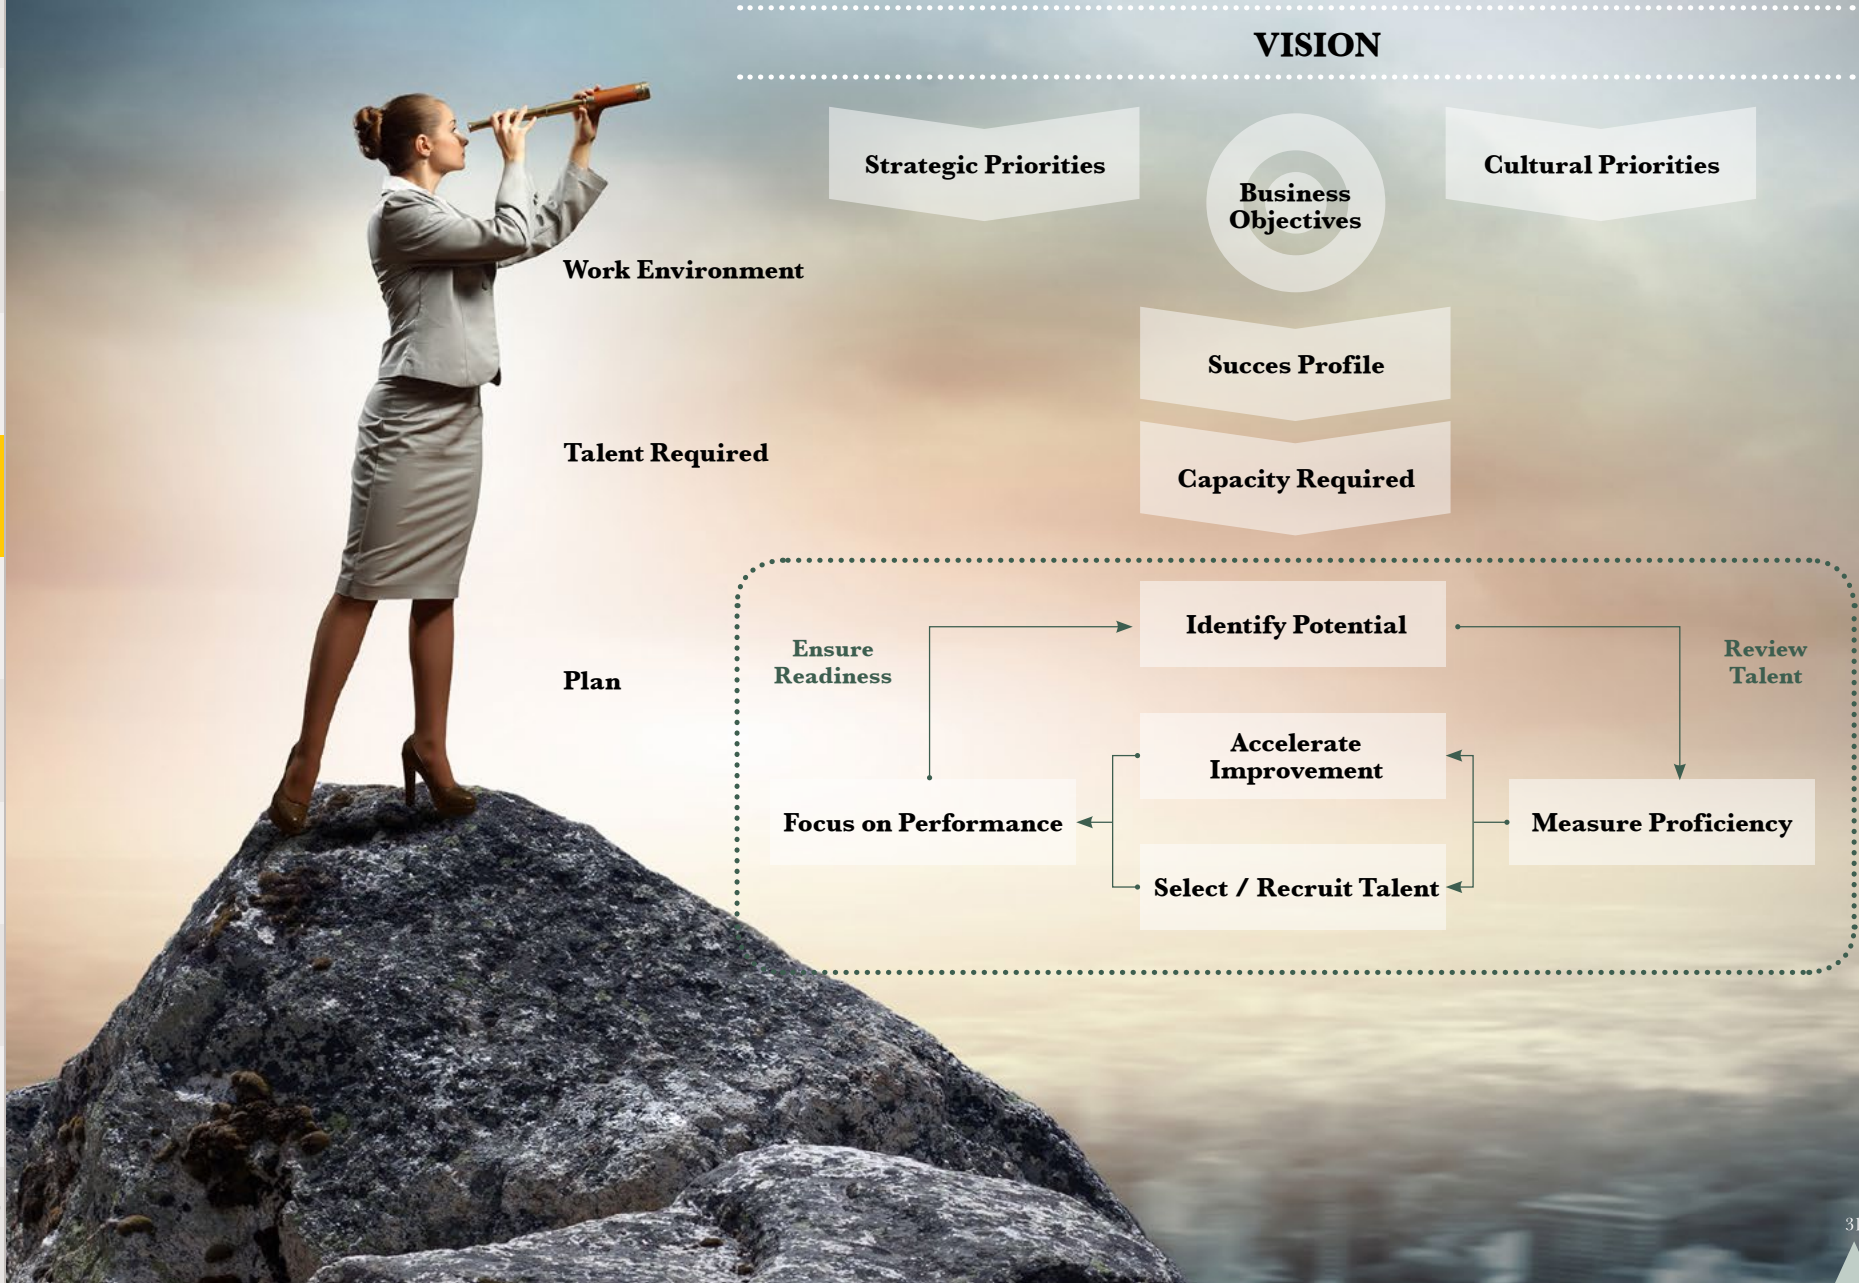 VISION
Strategic Priorities
Business
Objectives
Cultural Priorities
Work Environment
Succes Profile
Talent Required
Capacity Required
Identify Potential
Ensure
Readiness
Review
Talent
Plan
Accelerate
Improvement
Focus on Performance
Measure Proficiency
Select / Recruit Talent
31